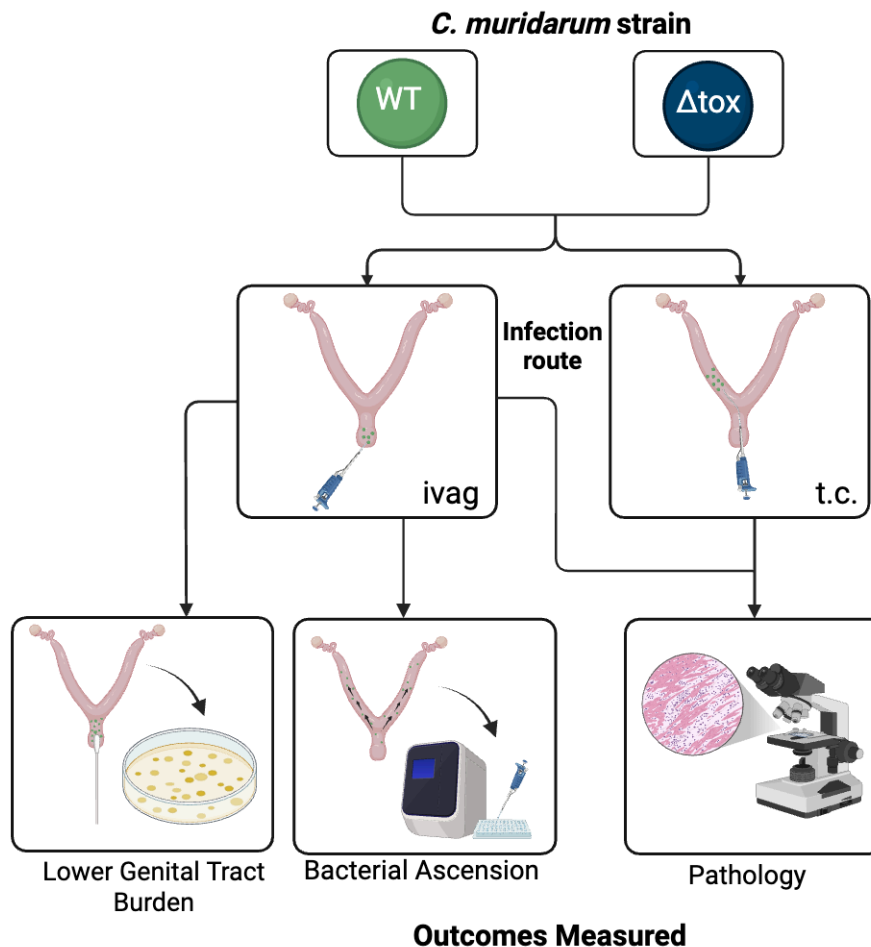 C. muridarum strain
WT
Δtox
Infection
route
ivag
t.c.
Lower Genital Tract
Burden
Bacterial Ascension
Pathology
Outcomes Measured